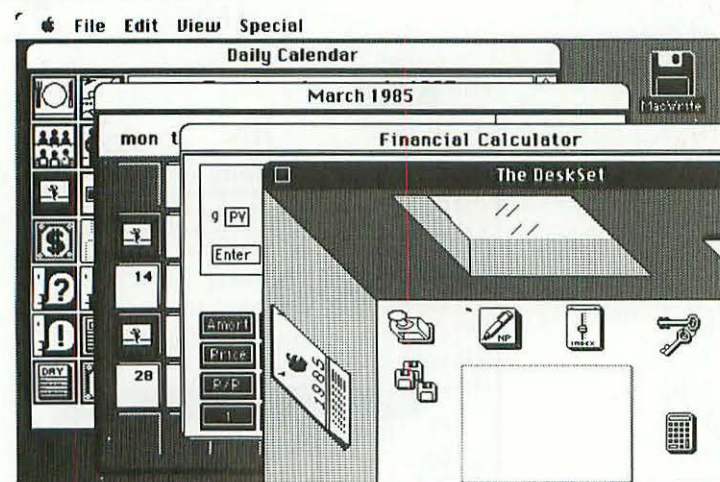 File Edit View Special
Daily Calendar
MacWrite
March 1985
mon t
Financial Calculator
The DeskSet
g PV
Enter
14
Amort
Price
P/R
1
28
DAY
1985
NP
INDEX
$
?
!